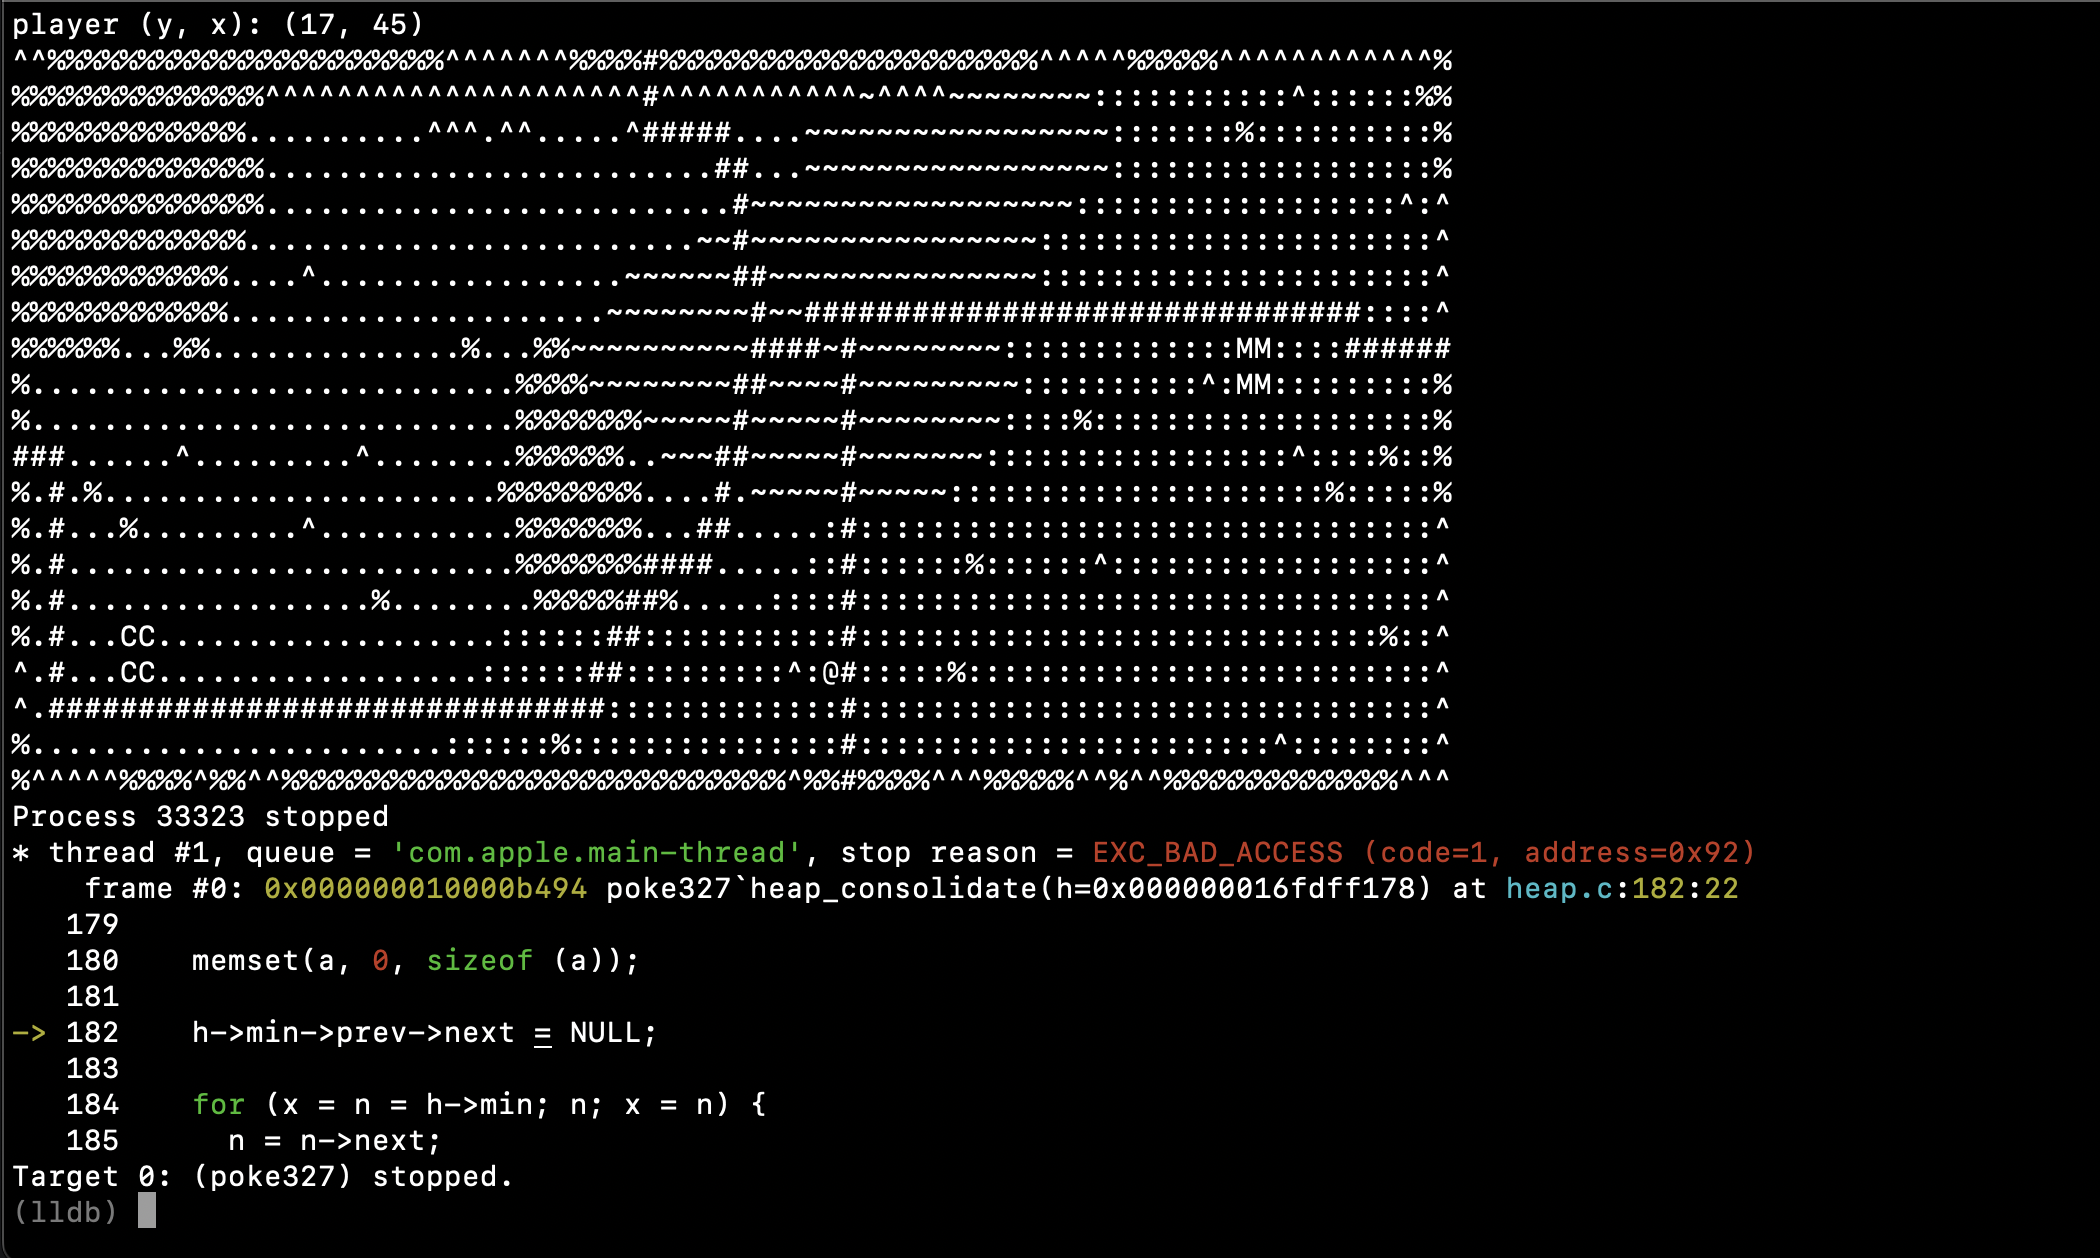 player (y, x): (17, 45)
^^%%%%%%%%%%%%%%%%%%%%%%^^^^^^^%%%%#%%%%%%%%%%%%%%%%%%%%%^^^^^%%%%%^^^^^^^^^^^^%
%%%%%%%%%%%%%%^^^^^^^^^^^^^^^^^^^^^#^^^^^^^^^^^~^^^^~~~~~~~~:::::::::::^::::::%%
%%%%%%%%%%%%%..........^^^.^^.....^#####....~~~~~~~~~~~~~~~~~:::::::%::::::::::%
%%%%%%%%%%%%%%.........................##...~~~~~~~~~~~~~~~~~::::::::::::::::::%
%%%%%%%%%%%%%%..........................#~~~~~~~~~~~~~~~~~~::::::::::::::::::^:^
%%%%%%%%%%%%%.........................~~#~~~~~~~~~~~~~~~~::::::::::::::::::::::^
%%%%%%%%%%%%....^.................~~~~~~##~~~~~~~~~~~~~~~::::::::::::::::::::::^
%%%%%%%%%%%%.....................~~~~~~~~#~~###############################::::^
%%%%%%...%%..............%...%%~~~~~~~~~~####~#~~~~~~~~:::::::::::::MM::::######
%...........................%%%%~~~~~~~~##~~~~#~~~~~~~~~::::::::::^:MM:::::::::%
%...........................%%%%%%%~~~~~#~~~~~#~~~~~~~~::::%:::::::::::::::::::%
###......^.........^........%%%%%%..~~~##~~~~~#~~~~~~~:::::::::::::::::^::::%::%
%.#.%......................%%%%%%%%....#.~~~~~#~~~~~:::::::::::::::::::::%:::::%
%.#...%.........^...........%%%%%%%...##.....:#::::::::::::::::::::::::::::::::^
%.#.........................%%%%%%%####.....::#::::::%::::::^::::::::::::::::::^
%.#.................%........%%%%%##%.....::::#::::::::::::::::::::::::::::::::^
%.#...CC...................::::::##:::::::::::#:::::::::::::::::::::::::::::%::^
^.#...CC..................::::::##:::::::::^:@#:::::%::::::::::::::::::::::::::^
^.###############################:::::::::::::#::::::::::::::::::::::::::::::::^
%.......................::::::%:::::::::::::::#:::::::::::::::::::::::^::::::::^
%^^^^^%%%%^%%^^%%%%%%%%%%%%%%%%%%%%%%%%%%%%^%%#%%%%^^^%%%%%^^%^^%%%%%%%%%%%%%^^^
Process 33323 stopped
* thread #1, queue = 'com.apple.main-thread', stop reason = EXC_BAD_ACCESS (code=1, address=0x92)
    frame #0: 0x000000010000b494 poke327`heap_consolidate(h=0x000000016fdff178) at heap.c:182:22
   179
   180    memset(a, 0, sizeof (a));
   181
-> 182    h->min->prev->next = NULL;
   183
   184    for (x = n = h->min; n; x = n) {
   185      n = n->next;
Target 0: (poke327) stopped.
(lldb)